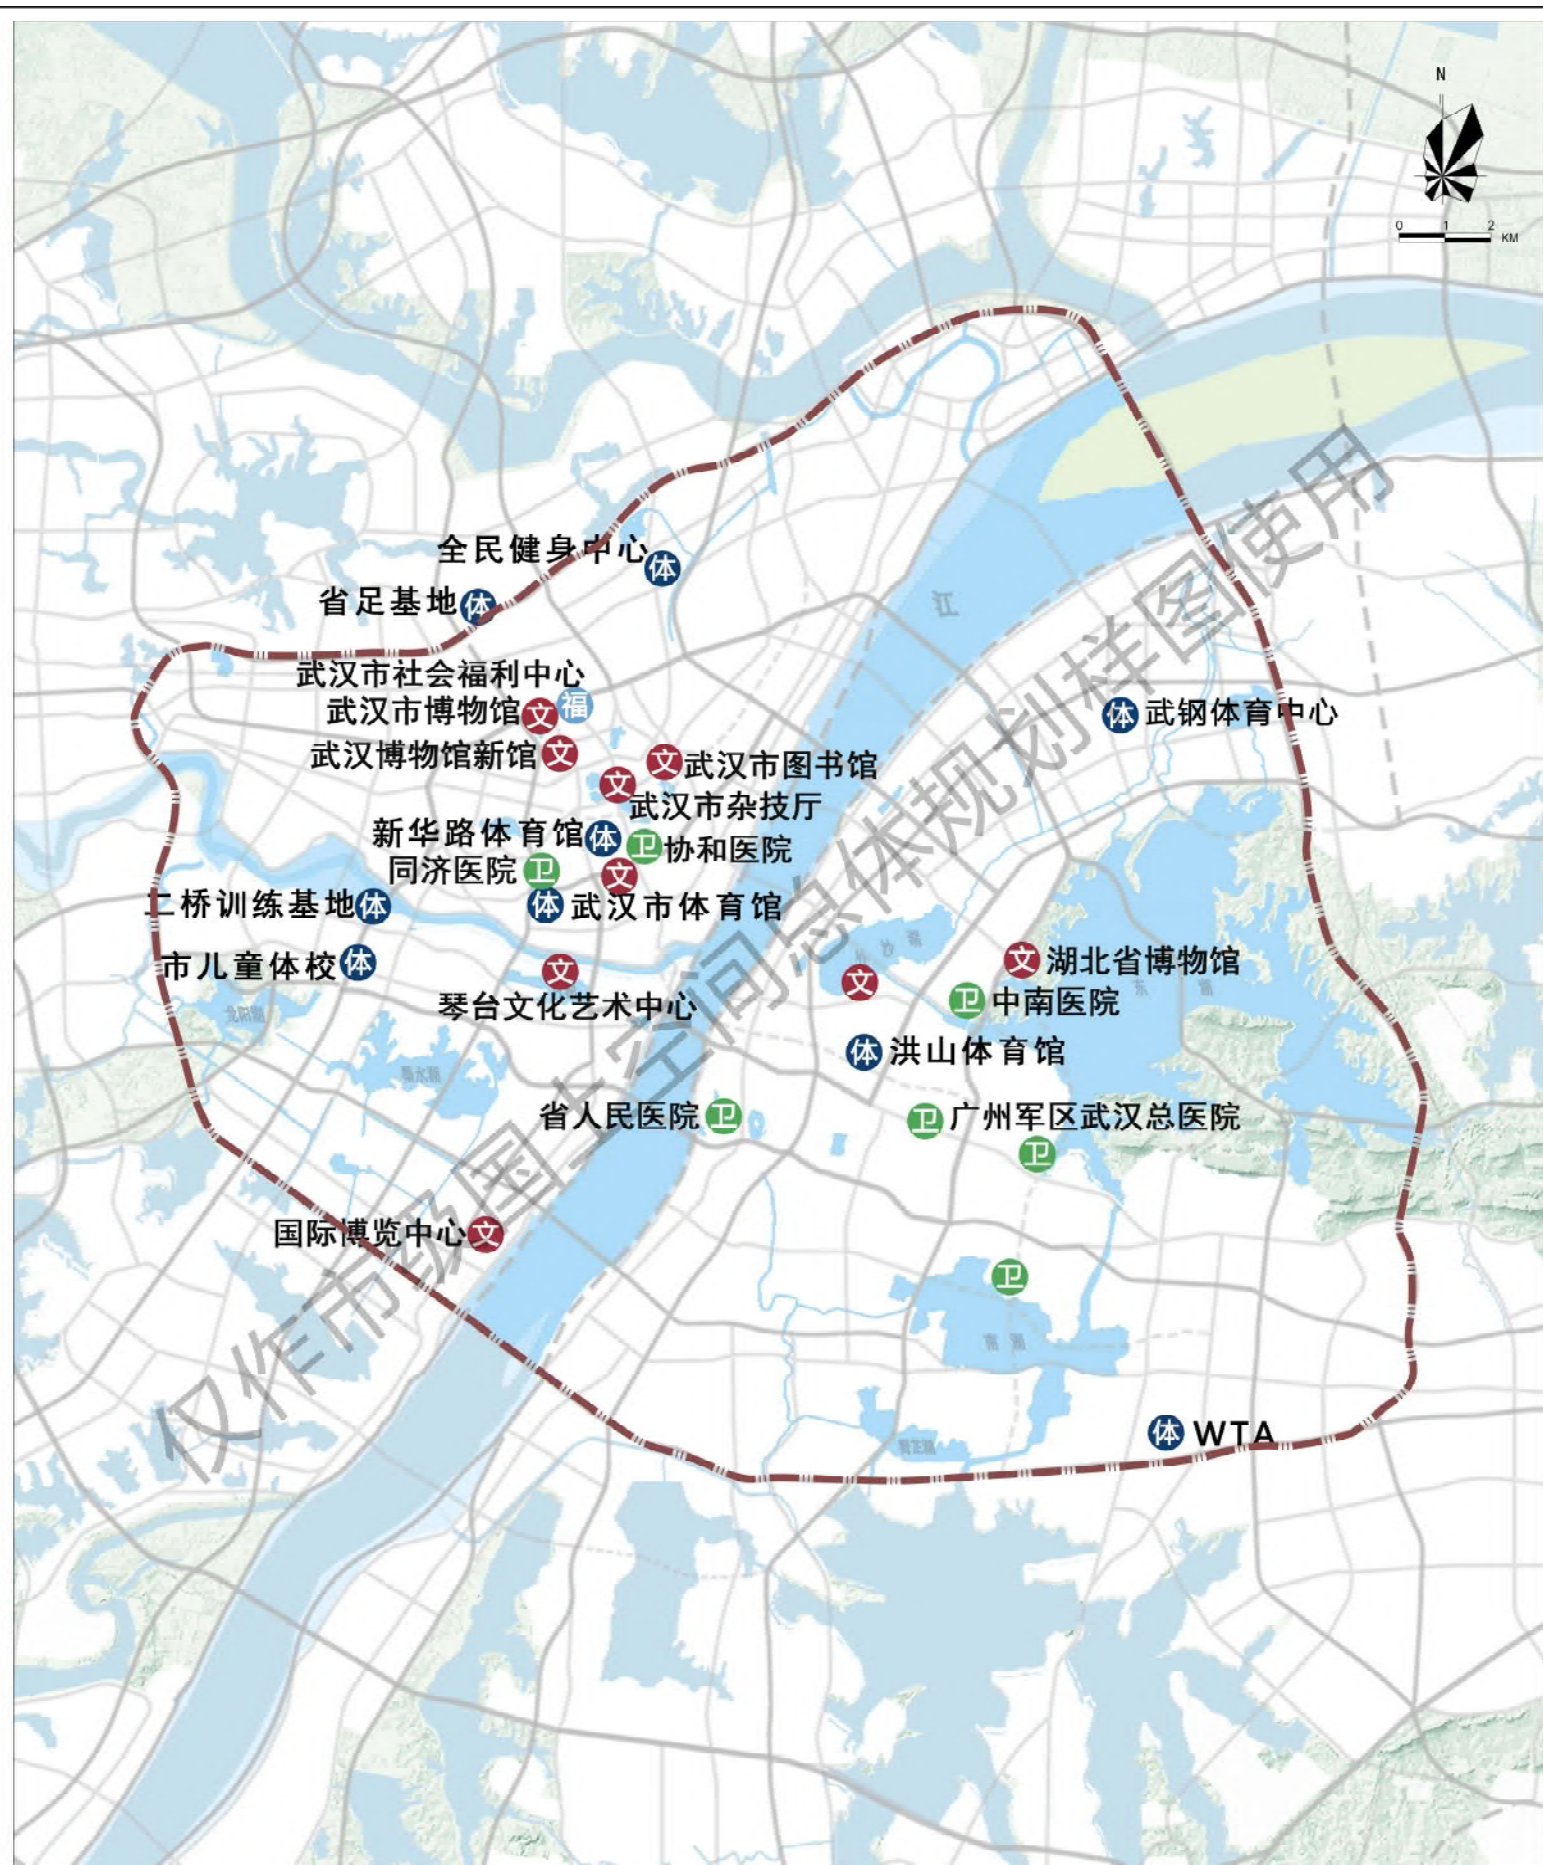 N
0 1 2 KM
全民健身中心 体
省足基地 体
武汉市社会福利中心 福
武汉市博物馆 文
武汉博物馆新馆 文
文 武汉市图书馆
文 武汉市杂技厅
新华路体育馆 体
卫 协和医院
同济医院 卫
文
二桥训练基地 体
体 武汉市体育馆
市儿童体校 体
文
琴台文化艺术中心
江
体 武钢体育中心
沙湖
文
文 湖北省博物馆
卫 中南医院
东湖
墨水湖
体 洪山体育馆
省人民医院 卫
卫 广州军区武汉总医院
卫
国际博览中心 文
卫
南湖
体 WTA
仅作市级国土空间总体规划样图使用